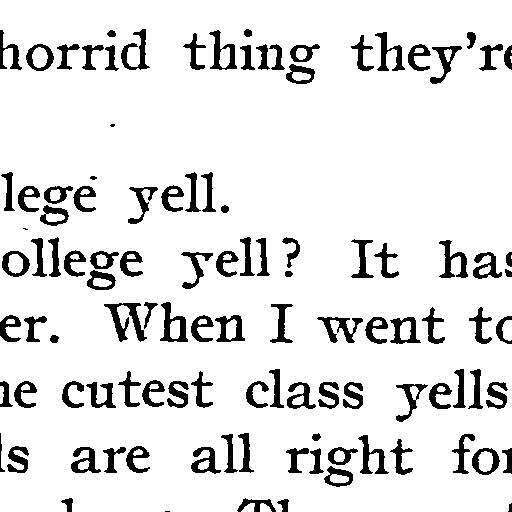 horrid thing they're
lege yell.
ollege yell? It has
er. When I went to
ne cutest class yells
ls are all right for